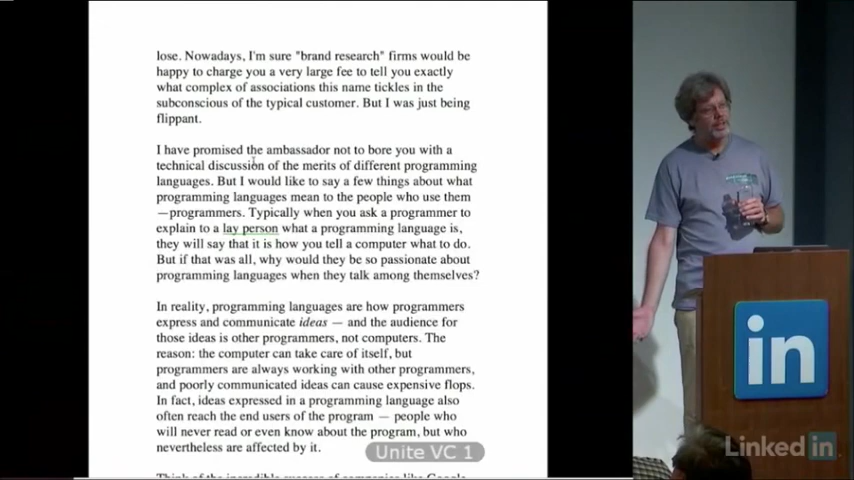 lose. Nowadays, I'm sure "brand research" firms would be
happy to charge you a very large fee to tell you exactly
what complex of associations this name tickles in the
subconscious of the typical customer. But I was just being
flippant.
I have promised the ambassador not to bore you with a
technical discussion of the merits of different programming
languages. But I would like to say a few things about what
programming languages mean to the people who use them
—programmers. Typically when you ask a programmer to
explain to a lay person what a programming language is,
they will say that it is how you tell a computer what to do.
But if that was all, why would they be so passionate about
programming languages when they talk among themselves?
In reality, programming languages are how programmers
express and communicate ideas — and the audience for
those ideas is other programmers, not computers. The
reason: the computer can take care of itself, but
programmers are always working with other programmers,
and poorly communicated ideas can cause expensive flops.
In fact, ideas expressed in a programming language also
often reach the end users of the program — people who
will never read or even know about the program, but who
nevertheless are affected by it.
Unite VC 1
Think of the incredible success of companies like Google
in
Linked in